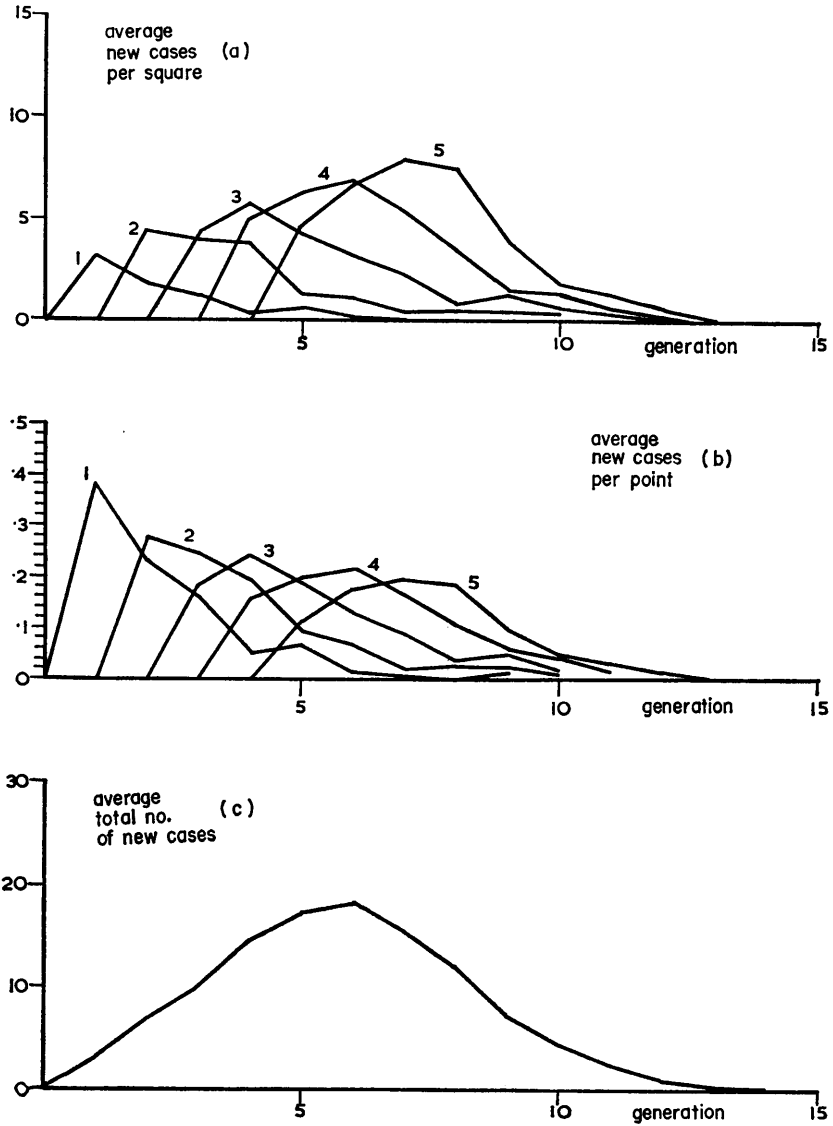 15
average
new cases (a)
per square
10
5
4
3
5
2
1
0
5
10
generation
15
.5
average
new cases (b)
per point
.4
1
.3
2
3
4
.2
5
.1
0
5
10
generation
15
30
average
total no. (c)
of new cases
20
10
0
5
10
generation
15